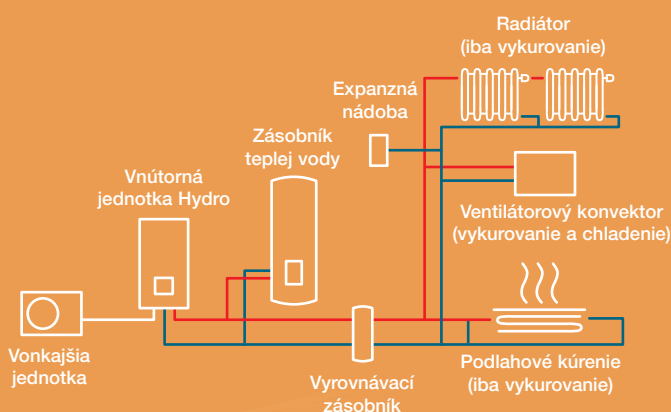 Radiátor
(iba vykurovanie)
Expanzná
nádoba
Zásobník
teplej vody
Vnútorná
jednotka Hydro
Ventilátorový konvektor
(vykurovanie a chladenie)
Vonkajšia
jednotka
Vyrovnávací
zásobník
Podlahové kúrenie
(iba vykurovanie)